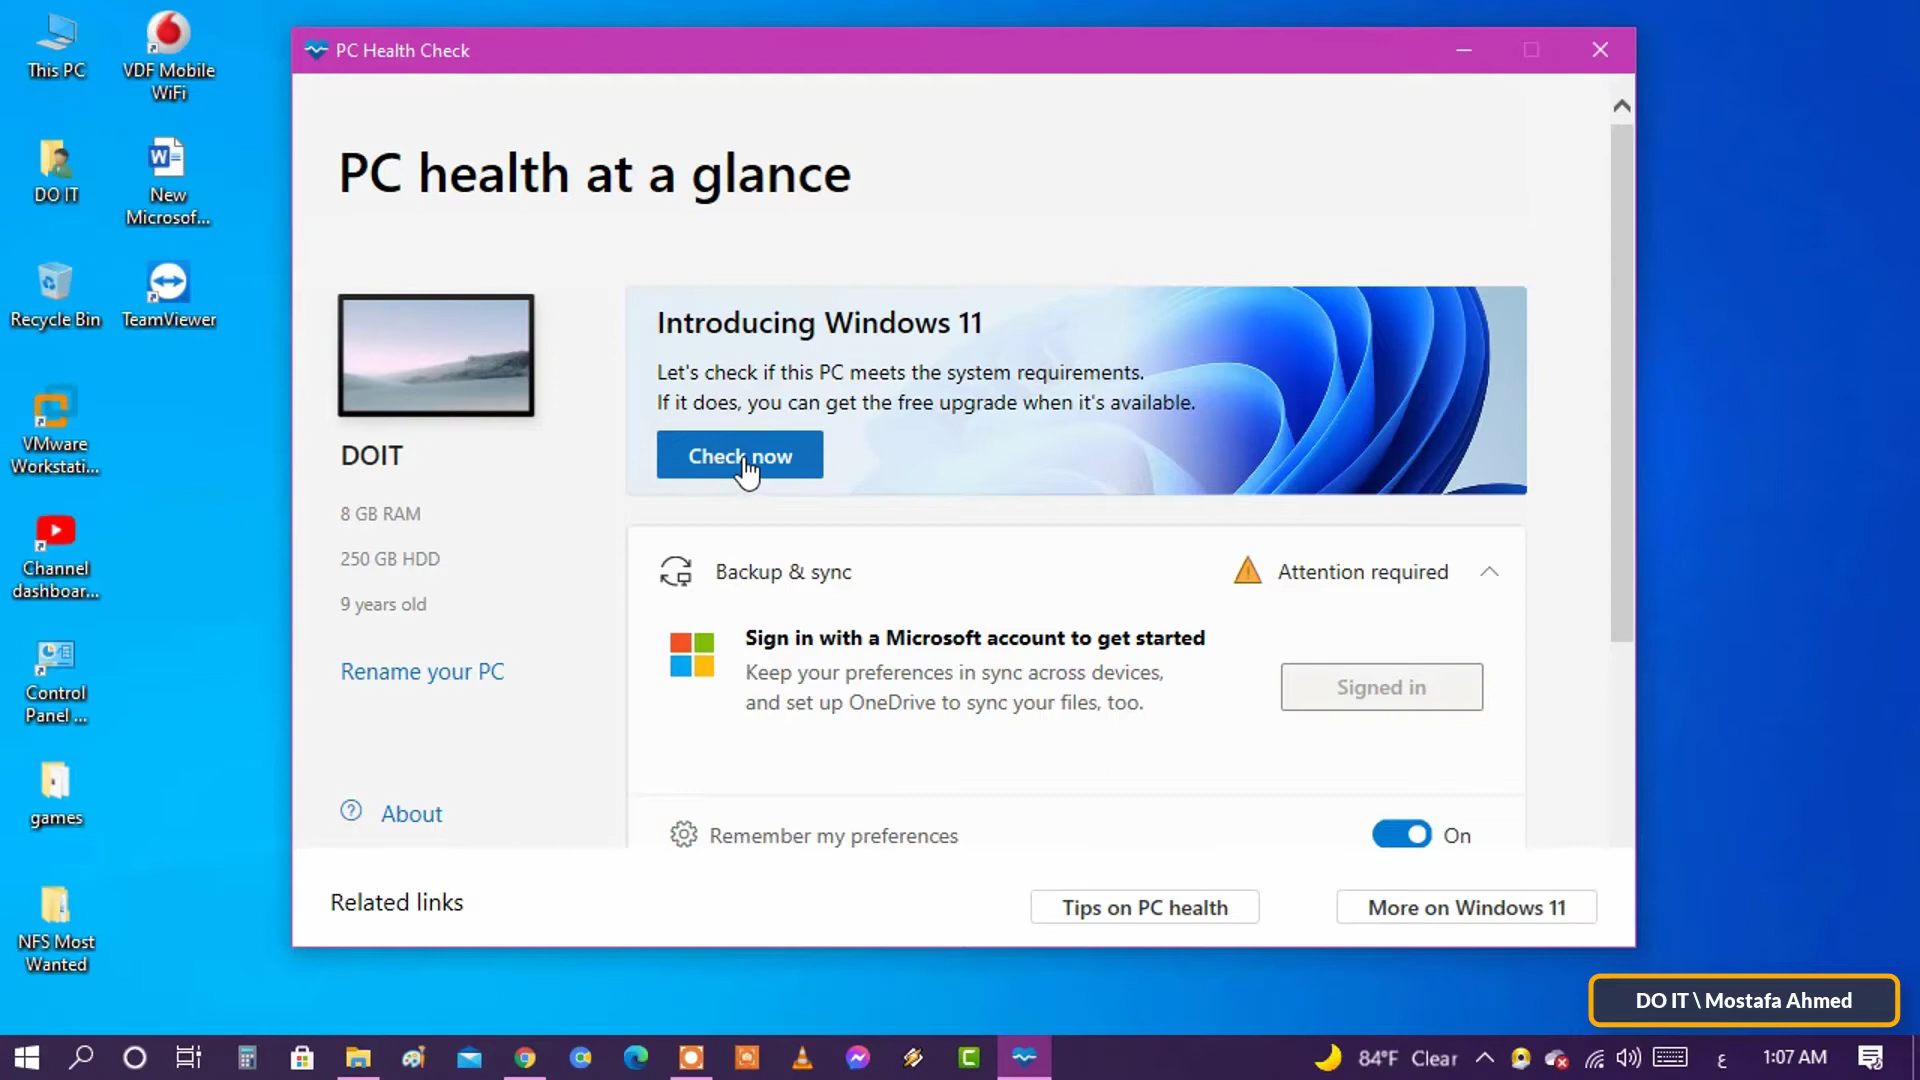 This PC
VDF Mobile
WiFi
DO IT
New
Microsof...
Recycle Bin
TeamViewer
VMware
Workstati...
Channel
dashboar...
Control
Panel ...
games
NFS Most
Wanted
PC Health Check
PC health at a glance
DOIT
8 GB RAM
250 GB HDD
9 years old
Rename your PC
About
Introducing Windows 11
Let's check if this PC meets the system requirements.
If it does, you can get the free upgrade when it's available.
Check now
Backup & sync
Attention required
Sign in with a Microsoft account to get started
Keep your preferences in sync across devices,
and set up OneDrive to sync your files, too.
Signed in
Remember my preferences
On
Related links
Tips on PC health
More on Windows 11
DO IT \ Mostafa Ahmed
84°F Clear
ع
1:07 AM